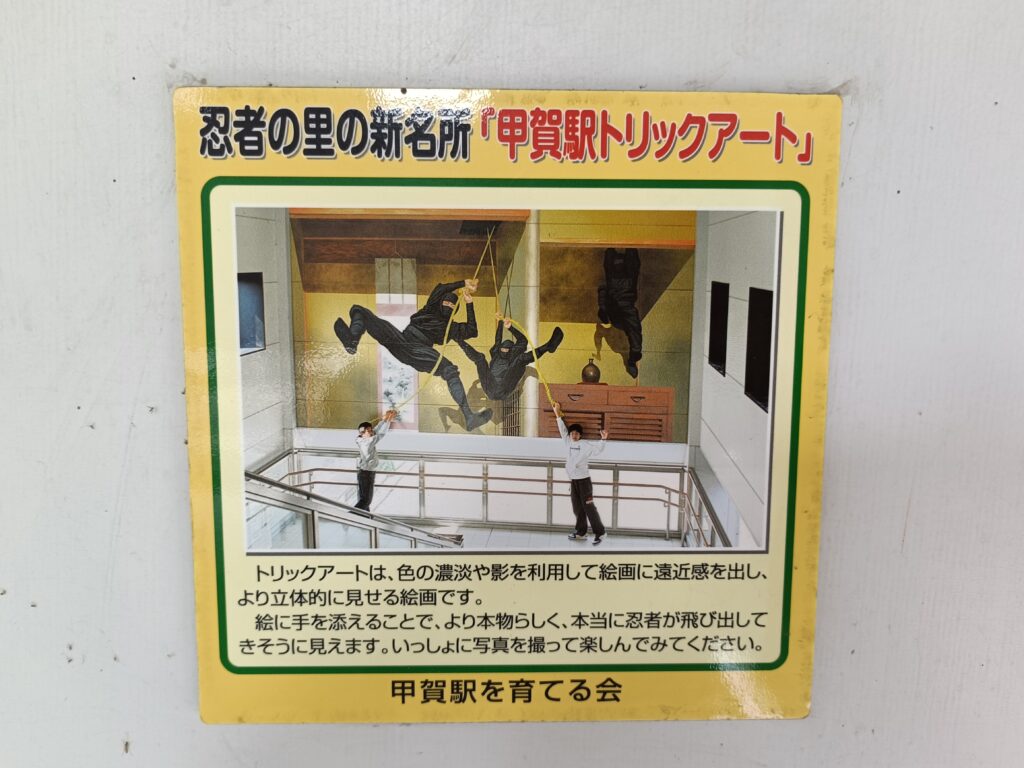 忍者の里の新名所「甲賀駅トリックアート」
トリックアートは、色の濃淡や影を利用して絵画に遠近感を出し、
より立体的に見せる絵画です。
絵に手を添えることで、より本物らしく、本当に忍者が飛び出して
きそうに見えます。いっしょに写真を撮って楽しんでみてください。
甲賀駅を育てる会